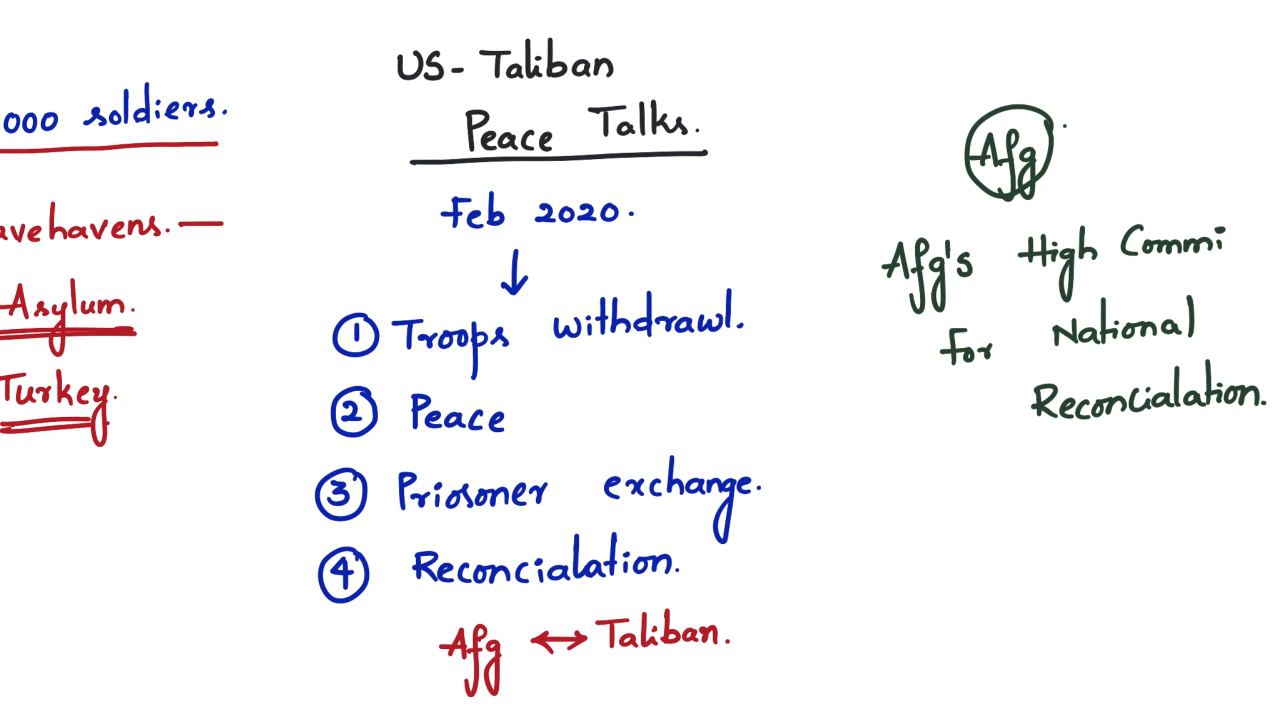 000 soldiers.
avehavens. —
Asylum.
Turkey.
US - Taliban
Peace Talks.
Feb 2020.
↓
① Troops withdrawl.
② Peace
③ Priosoner exchange.
④ Reconcialation.
Afg ↔ Taliban.
Afg
Afg's High Commi
for National
Reconcialation.